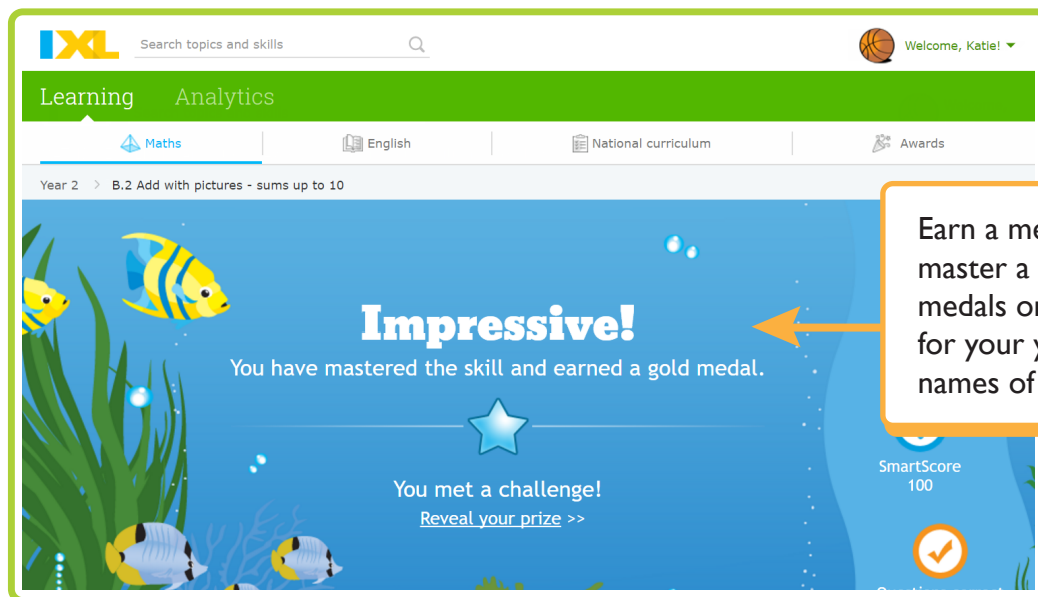 IXL
Search topics and skills
Welcome, Katie!
Learning Analytics
Maths English National curriculum Awards
Year 2 > B.2 Add with pictures - sums up to 10
Earn a
master a
medals
for your
names of
Impressive!
You have mastered the skill and earned a gold medal.
You met a challenge!
Reveal your prize >>
SmartScore
100